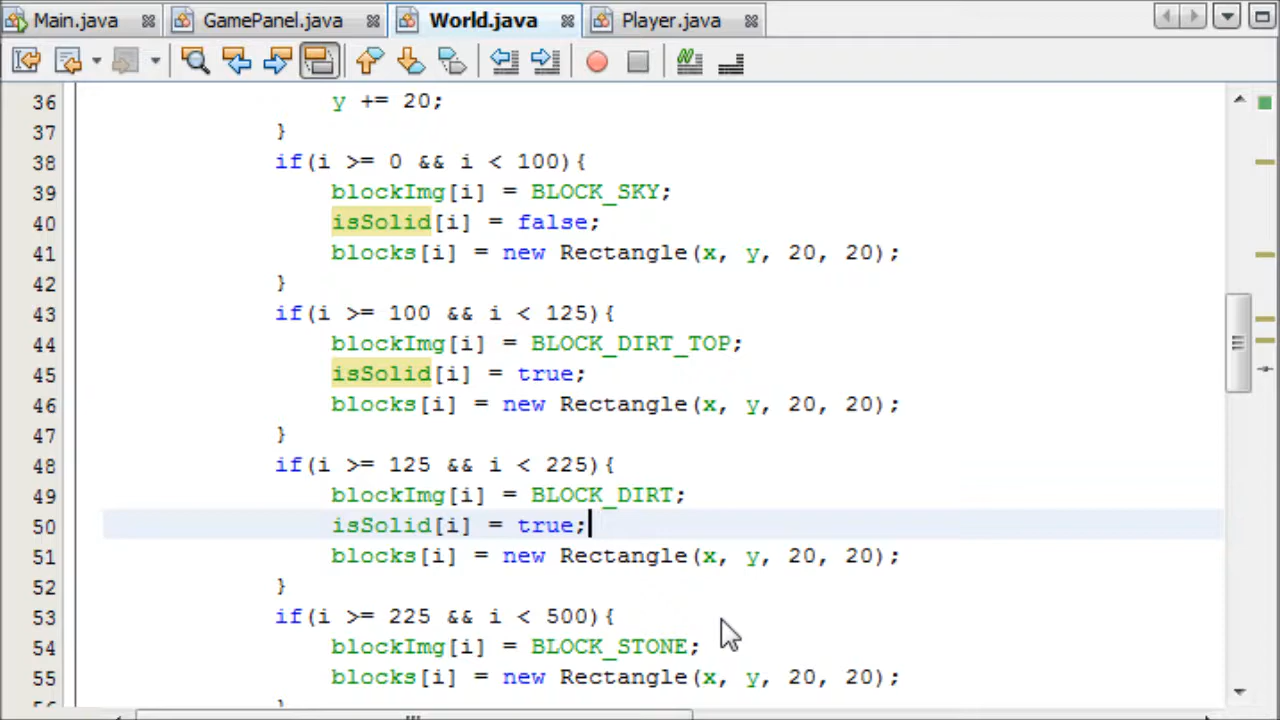 Main.java GamePanel.java World.java Player.java
36 y += 20;
37 }
38 if(i >= 0 && i < 100){
39 blockImg[i] = BLOCK_SKY;
40 isSolid[i] = false;
41 blocks[i] = new Rectangle(x, y, 20, 20);
42 }
43 if(i >= 100 && i < 125){
44 blockImg[i] = BLOCK_DIRT_TOP;
45 isSolid[i] = true;
46 blocks[i] = new Rectangle(x, y, 20, 20);
47 }
48 if(i >= 125 && i < 225){
49 blockImg[i] = BLOCK_DIRT;
50 isSolid[i] = true;
51 blocks[i] = new Rectangle(x, y, 20, 20);
52 }
53 if(i >= 225 && i < 500){
54 blockImg[i] = BLOCK_STONE;
55 blocks[i] = new Rectangle(x, y, 20, 20);
56 }